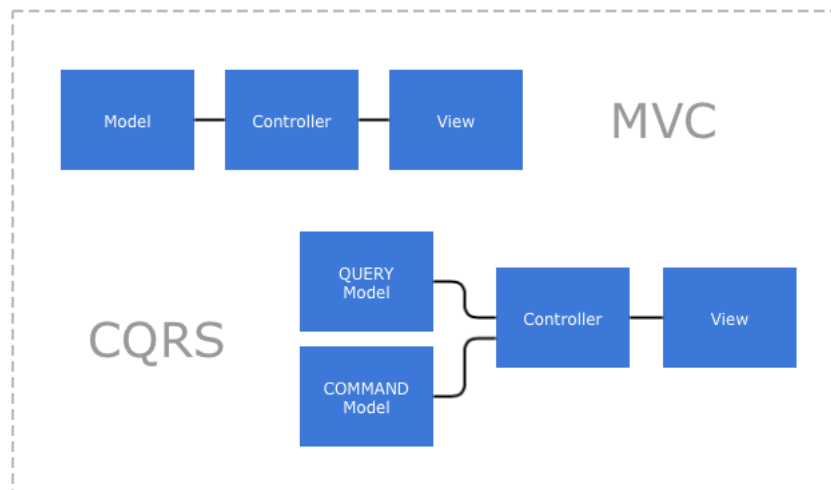 Model
Controller
View
MVC
QUERY
Model
Controller
View
CQRS
COMMAND
Model